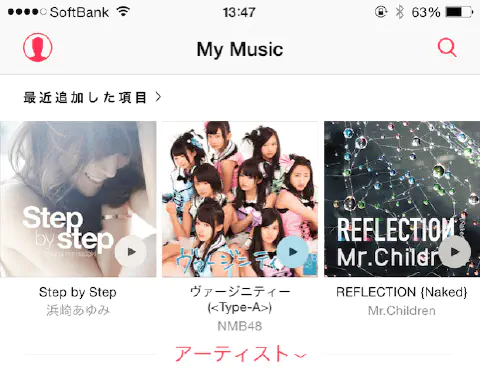 SoftBank 13:47 63%
My Music
最近追加した項目 >
Step
by step
ヴァージニティー
REFLECTION
Mr.Children
Step by Step
浜崎あゆみ
ヴァージニティー
(<Type-A>)
NMB48
REFLECTION {Naked}
Mr.Children
アーティスト